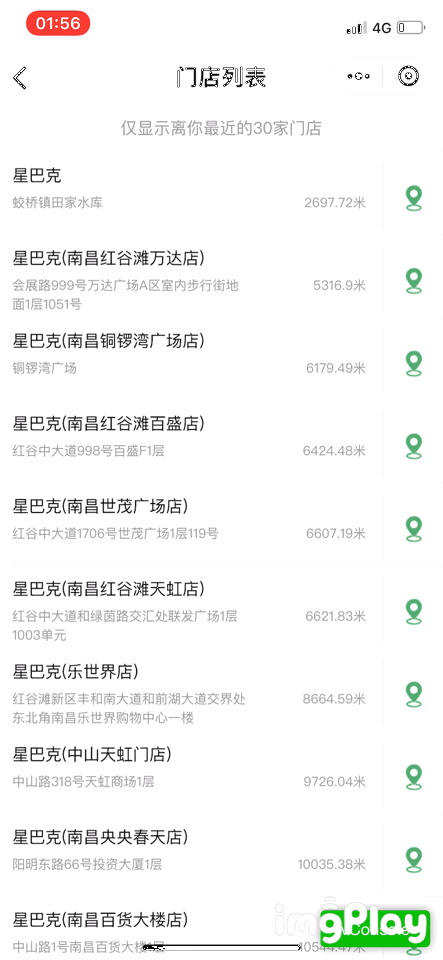 01:56
4G
门店列表
仅显示离你最近的30家门店
星巴克
蛟桥镇田家水库
2697.72米
星巴克(南昌红谷滩万达店)
会展路999号万达广场A区室内步行街地
面1层1051号
5316.9米
星巴克(南昌铜锣湾广场店)
铜锣湾广场
6179.49米
星巴克(南昌红谷滩百盛店)
红谷中大道998号百盛F1层
6424.48米
星巴克(南昌世茂广场店)
红谷中大道1706号世茂广场1层119号
6607.19米
星巴克(南昌红谷滩天虹店)
红谷中大道和绿茵路交汇处联发广场1层
1003单元
6621.83米
星巴克(乐世界店)
红谷滩新区丰和南大道和前湖大道交界处
东北角南昌乐世界购物中心一楼
8664.59米
星巴克(中山天虹门店)
中山路318号天虹商场1层
9726.04米
星巴克(南昌央央春天店)
阳明东路66号投资大厦1层
10035.38米
星巴克(南昌百货大楼店)
中山路1号南昌百货大楼1层
10544.47米
imgPlay